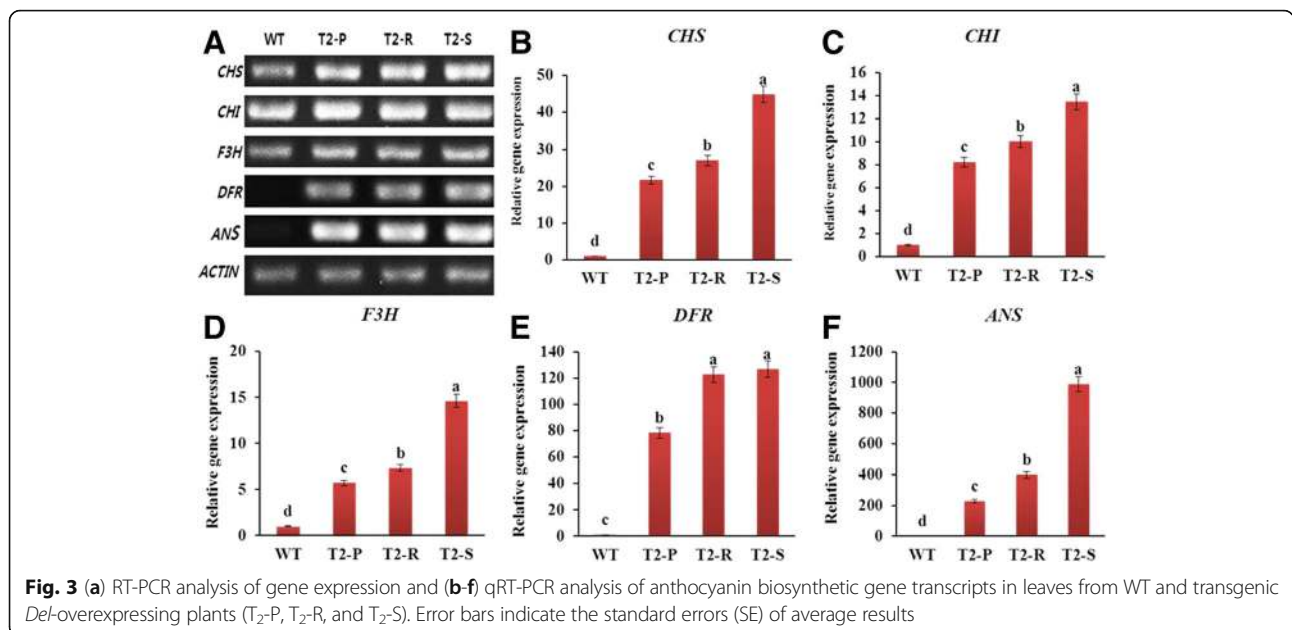 A
WT T2-P T2-R T2-S
CHS
CHI
F3H
DFR
ANS
ACTIN
B
CHS
Relative gene expression
50
40
30
20
10
0
d
c
b
a
WT T2-P T2-R T2-S
C
CHI
Relative gene expression
16
14
12
10
8
6
4
2
0
d
c
b
a
WT T2-P T2-R T2-S
D
F3H
Relative gene expression
20
15
10
5
0
d
c
b
a
WT T2-P T2-R T2-S
E
DFR
Relative gene expression
140
120
100
80
60
40
20
0
c
b
a
a
WT T2-P T2-R T2-S
F
ANS
Relative gene expression
1200
1000
800
600
400
200
0
d
c
b
a
WT T2-P T2-R T2-S
Fig. 3 (a) RT-PCR analysis of gene expression and (b-f) qRT-PCR analysis of anthocyanin biosynthetic gene transcripts in leaves from WT and transgenic
Del-overexpressing plants (T₂-P, T₂-R, and T₂-S). Error bars indicate the standard errors (SE) of average results